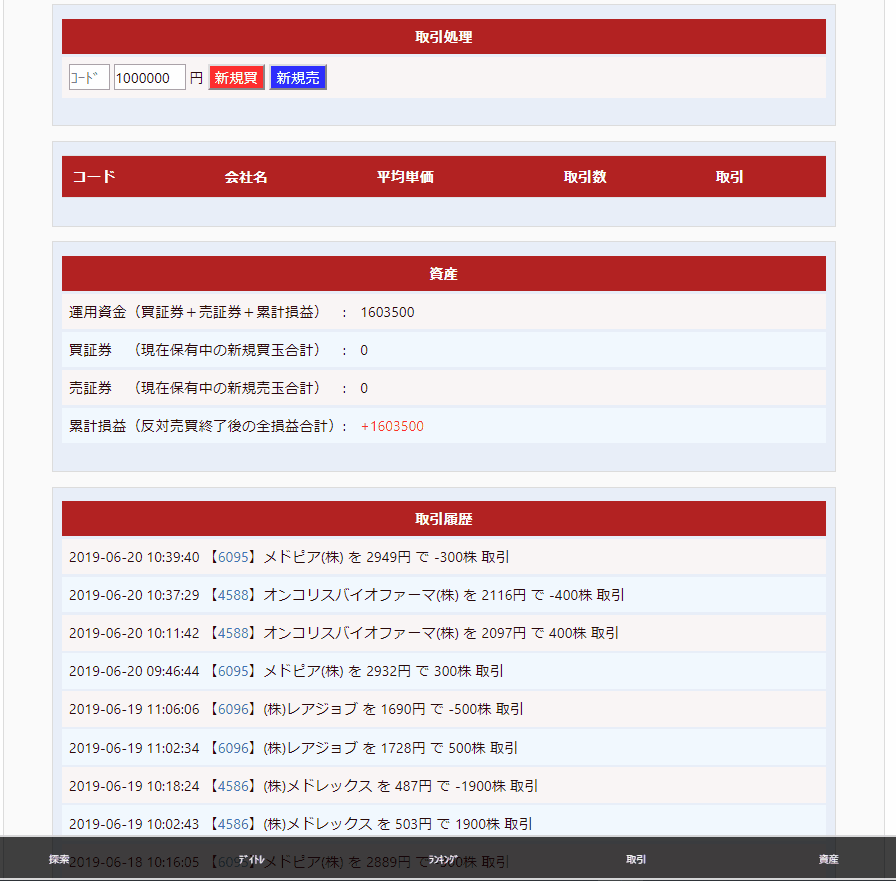 取引処理
ｺｰﾄﾞ 1000000 円 新規買 新規売
コード 会社名 平均単価 取引数 取引
資産
運用資金（買証券＋売証券＋累計損益） ： 1603500
買証券 （現在保有中の新規買玉合計） ： 0
売証券 （現在保有中の新規売玉合計） ： 0
累計損益（反対売買終了後の全損益合計）： +1603500
取引履歴
2019-06-20 10:39:40 【6095】メドピア(株) を 2949円 で -300株 取引
2019-06-20 10:37:29 【4588】オンコリスバイオファーマ(株) を 2116円 で -400株 取引
2019-06-20 10:11:42 【4588】オンコリスバイオファーマ(株) を 2097円 で 400株 取引
2019-06-20 09:46:44 【6095】メドピア(株) を 2932円 で 300株 取引
2019-06-19 11:06:06 【6096】(株)レアジョブ を 1690円 で -500株 取引
2019-06-19 11:02:34 【6096】(株)レアジョブ を 1728円 で 500株 取引
2019-06-19 10:18:24 【4586】(株)メドレックス を 487円 で -1900株 取引
2019-06-19 10:02:43 【4586】(株)メドレックス を 503円 で 1900株 取引
2019-06-18 10:16:05 【6095】メドピア(株) を 2889円 で 取引
探索 ﾃﾞｲﾄﾚ ﾗﾝｷﾝｸﾞ 取引 資産